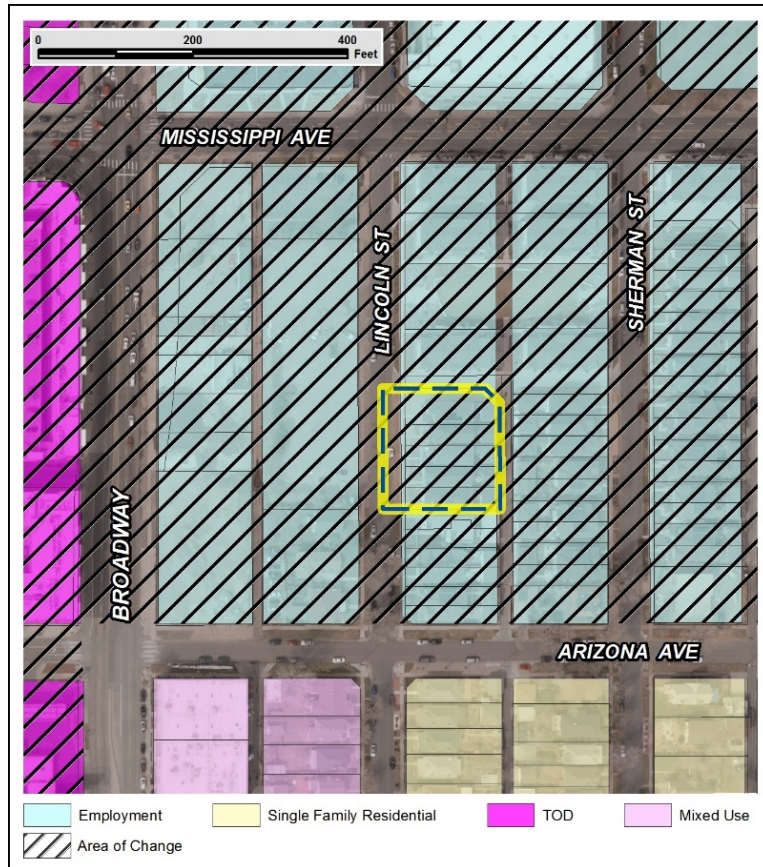 0 200 400
Feet
MISSISSIPPI AVE
LINCOLN ST
SHERMAN ST
BROADWAY
ARIZONA AVE
Employment Single Family Residential TOD Mixed Use
Area of Change